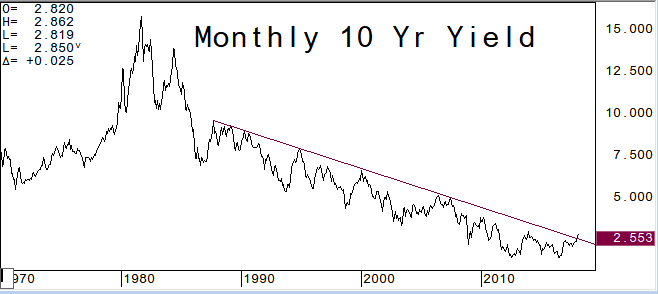 O= 2.820
H= 2.862
L= 2.819
L= 2.850v
Δ= +0.025
Monthly 10 Yr Yield
15.000
12.500
10.000
7.500
5.000
2.553
970 1980 1990 2000 2010